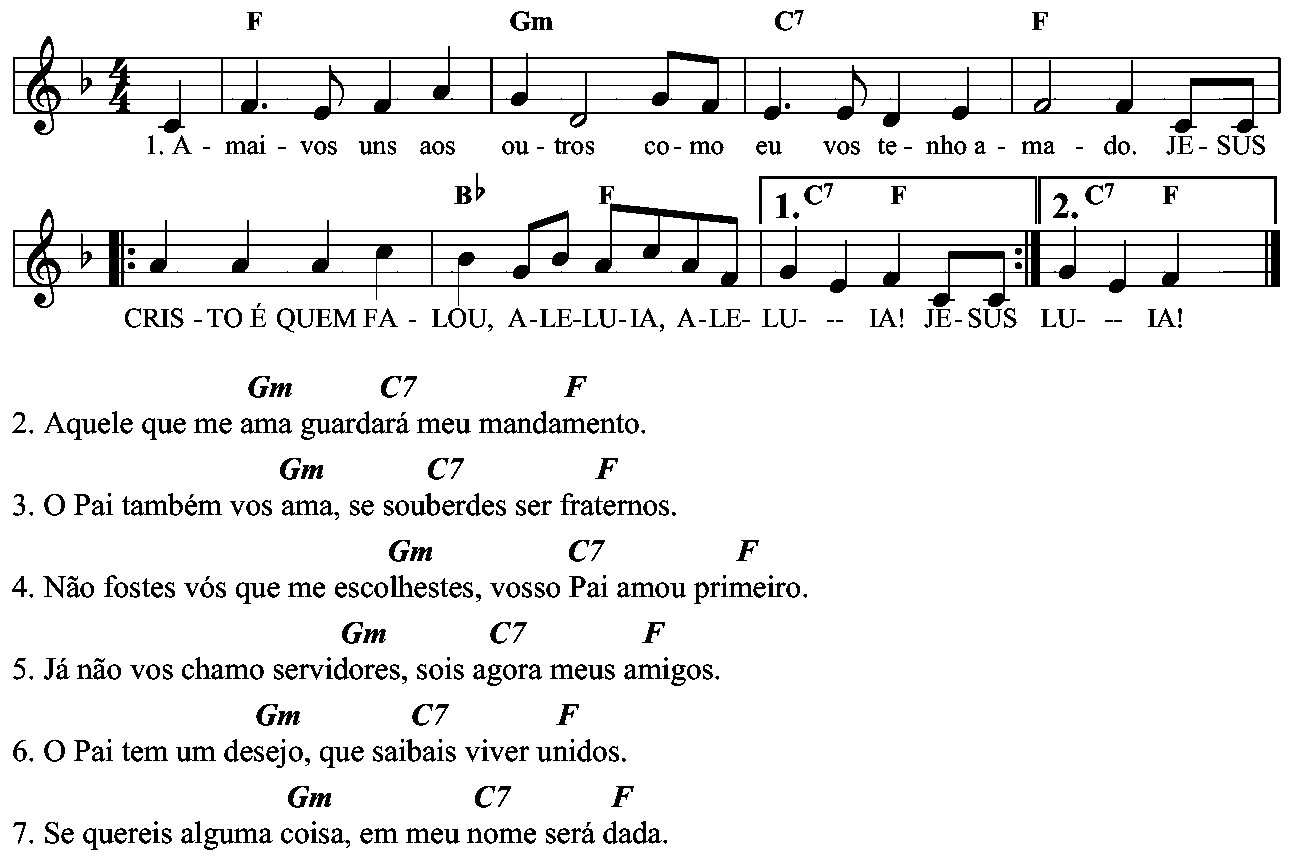 F Gm C7 F
4/4
1. A - mai - vos uns aos ou - tros co - mo eu vos te - nho a - ma - do. JE - SUS
Bb F 1. C7 F 2. C7 F
CRIS - TO É QUEM FA - LOU, A-LE-LU-IA, A-LE- LU- -- IA! JE-SUS LU- -- IA!
Gm C7 F
2. Aquele que me ama guardará meu mandamento.
Gm C7 F
3. O Pai também vos ama, se souberdes ser fraternos.
Gm C7 F
4. Não fostes vós que me escolhestes, vosso Pai amou primeiro.
Gm C7 F
5. Já não vos chamo servidores, sois agora meus amigos.
Gm C7 F
6. O Pai tem um desejo, que saibais viver unidos.
Gm C7 F
7. Se quereis alguma coisa, em meu nome será dada.